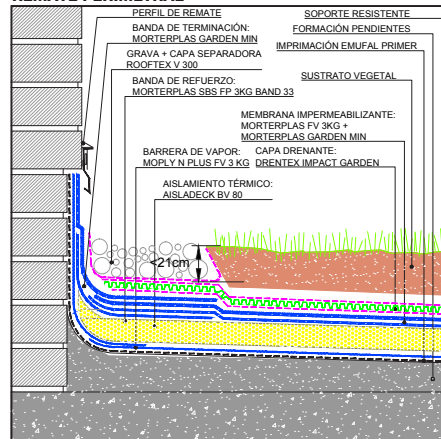 PERFIL DE REMATE
BANDA DE TERMINACIÓN:
MORTERPLAS GARDEN MIN
GRAVA + CAPA SEPARADORA
ROOFTEX V 300
BANDA DE REFUERZO:
MORTERPLAS SBS FP 3KG BAND 33
BARRERA DE VAPOR:
MOPLY N PLUS FV 3 KG
AISLAMIENTO TÉRMICO:
AISLADECK BV 80
SOPORTE RESISTENTE
FORMACIÓN PENDIENTES
IMPRIMACIÓN EMUFAL PRIMER
SUSTRATO VEGETAL
MEMBRANA IMPERMEABILIZANTE:
MORTERPLAS FV 3KG +
MORTERPLAS GARDEN MIN
CAPA DRENANTE:
DRENTEX IMPACT GARDEN
<21cm